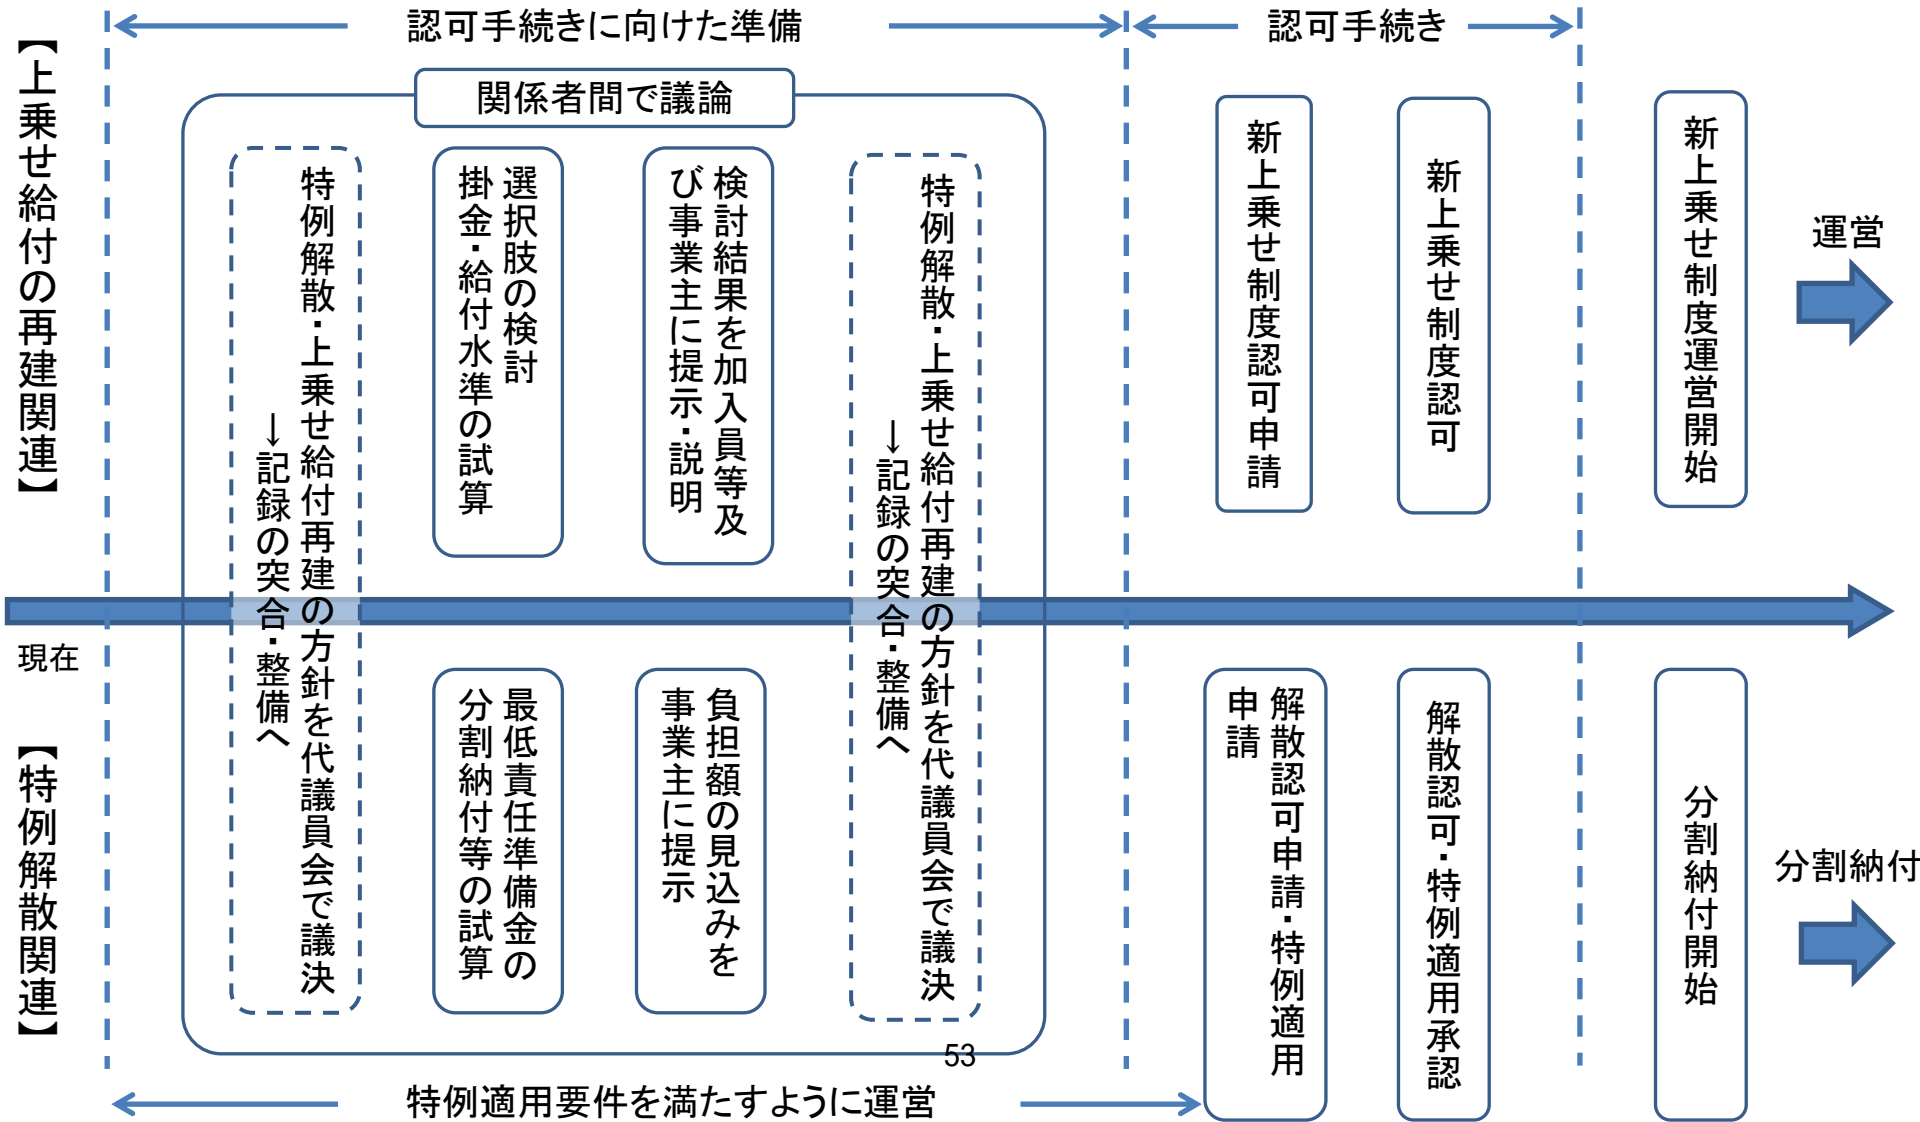 認可手続きに向けた準備
認可手続き
【上乗せ給付の再建関連】
関係者間で議論
特例解散・上乗せ給付再建の方針を代議員会で議決
→記録の突合・整備へ
選択肢の検討
掛金・給付水準の試算
検討結果を加入員等及
び事業主に提示・説明
特例解散・上乗せ給付再建の方針を代議員会で議決
→記録の突合・整備へ
新上乗せ制度認可申請
新上乗せ制度認可
新上乗せ制度運営開始
運営
現在
【特例解散関連】
最低責任準備金の
分割納付等の試算
負担額の見込みを
事業主に提示
解散認可申請・特例適用
申請
解散認可・特例適用承認
分割納付開始
分割納付
53
特例適用要件を満たすように運営